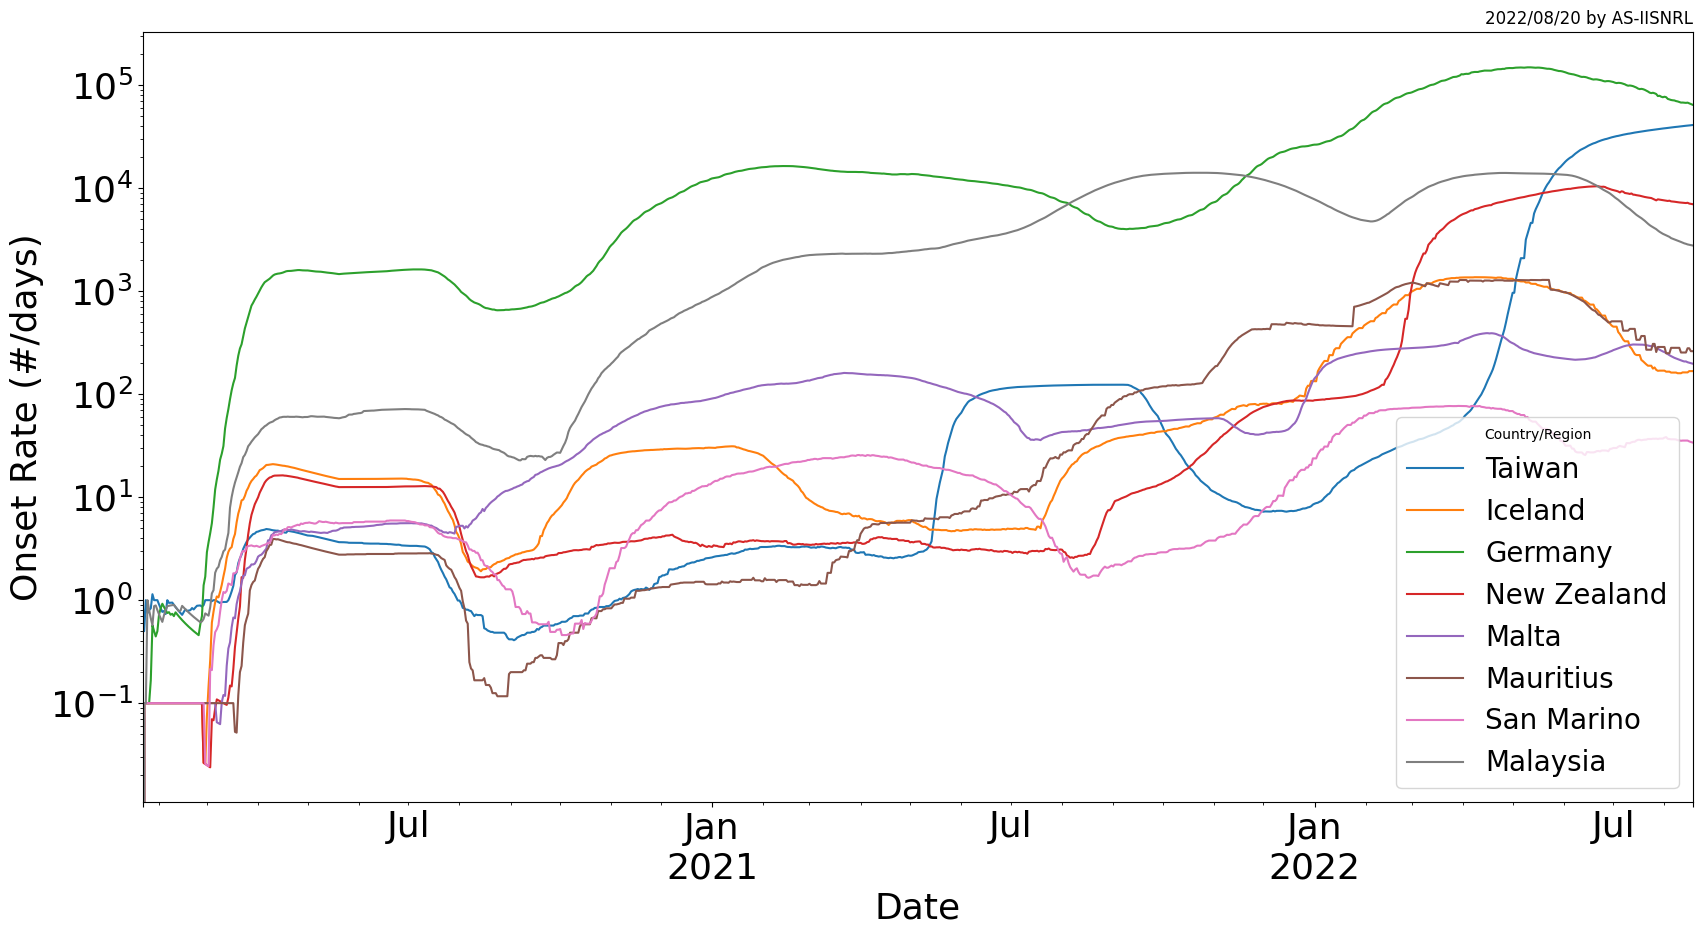 2022/08/20 by AS-IISNRL
Onset Rate (#/days)
10^5
10^4
10^3
10^2
10^1
10^0
10^−1
Country/Region
Taiwan
Iceland
Germany
New Zealand
Malta
Mauritius
San Marino
Malaysia
Jul
Jan
2021
Jul
Jan
2022
Jul
Date